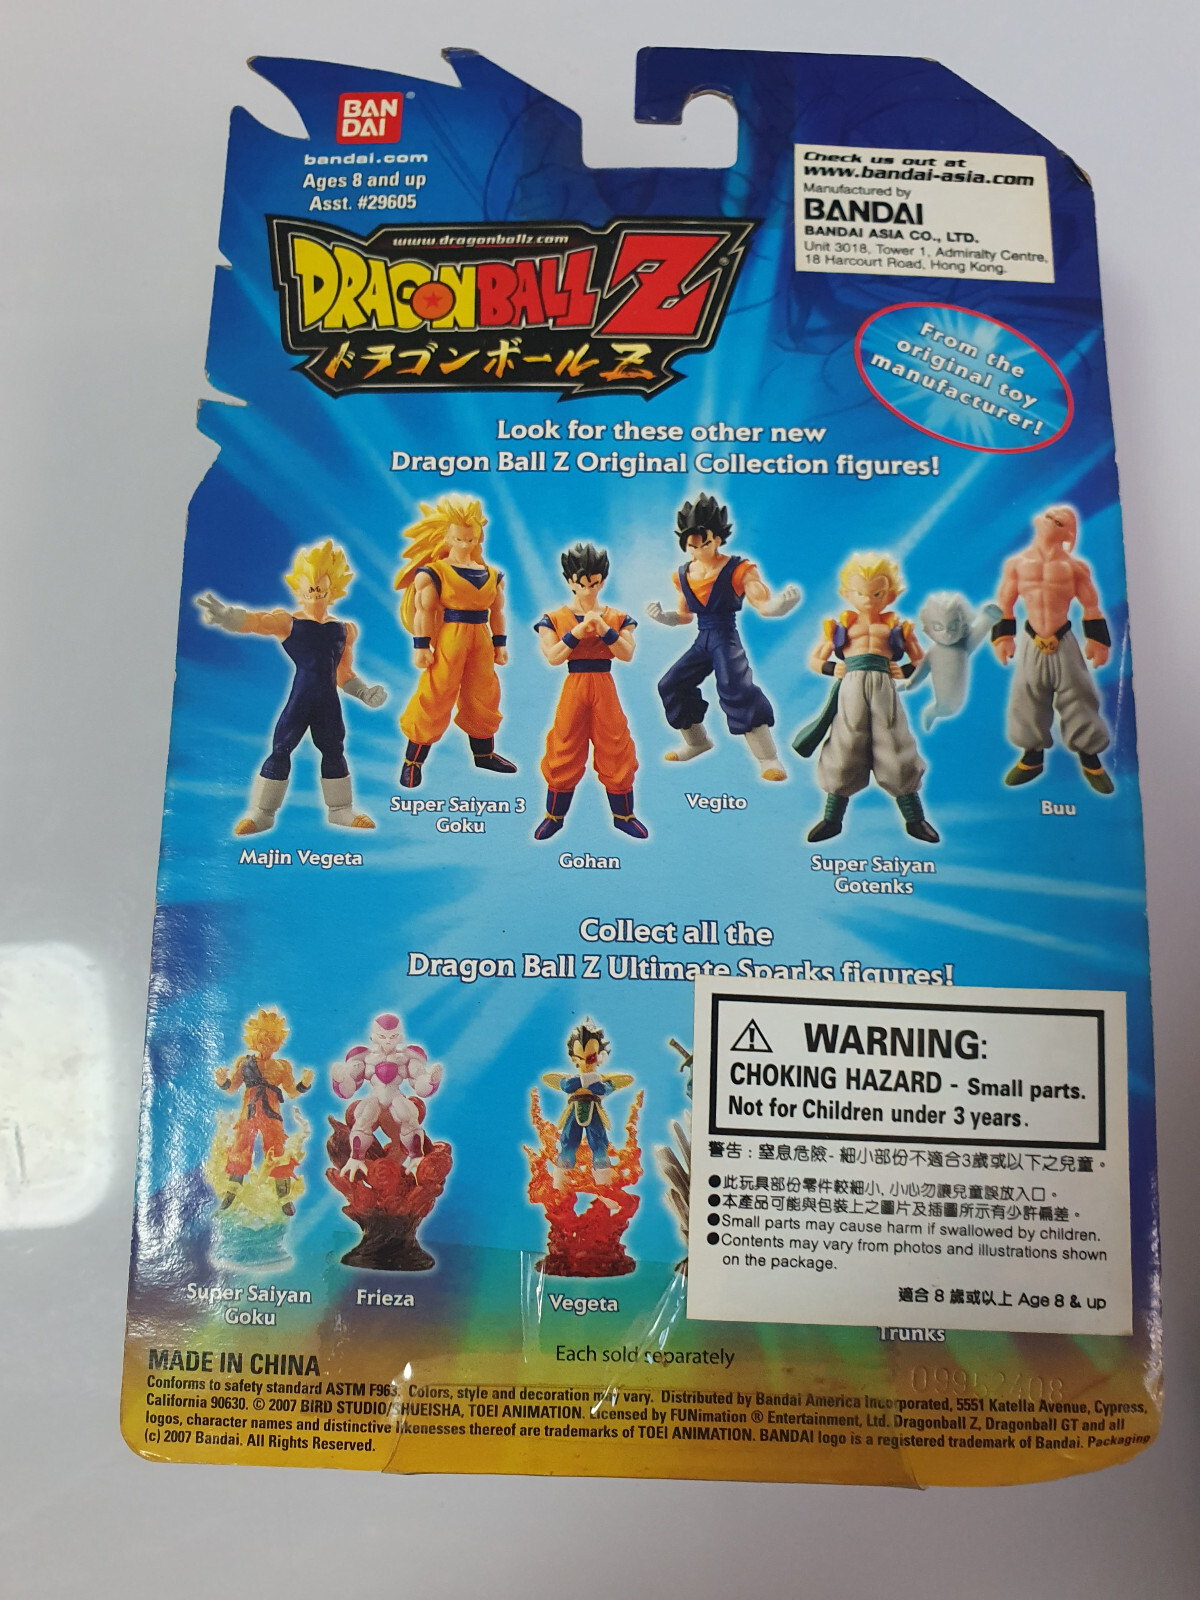 BAN
DAI
®
bandai.com
Ages 8 and up
Asst. #29605
Check us out at
www.bandai-asia.com
Manufactured by
BANDAI
BANDAI ASIA CO., LTD.
Unit 3018, Tower 1, Admiralty Centre,
18 Harcourt Road, Hong Kong.
www.dragonballz.com
DRAGONBALL Z
ドラゴンボールZ
From the
original toy
manufacturer!
Look for these other new
Dragon Ball Z Original Collection figures!
Majin Vegeta
Super Saiyan 3
Goku
Gohan
Vegito
Super Saiyan
Gotenks
Buu
Collect all the
Dragon Ball Z Ultimate Sparks figures!
Super Saiyan
Goku
Frieza
Vegeta
Trunks
WARNING:
CHOKING HAZARD - Small parts.
Not for Children under 3 years.
警告：窒息危險- 細小部份不適合3歲或以下之兒童。
●此玩具部份零件較細小, 小心勿讓兒童誤放入口。
●本產品可能與包裝上之圖片及插圖所示有少許偏差。
●Small parts may cause harm if swallowed by children.
●Contents may vary from photos and illustrations shown
on the package.
適合 8 歲或以上 Age 8 & up
Each sold separately
MADE IN CHINA
Conforms to safety standard ASTM F963. Colors, style and decoration may vary. Distributed by Bandai America Incorporated, 5551 Katella Avenue, Cypress,
California 90630. © 2007 BIRD STUDIO/SHUEISHA, TOEI ANIMATION. Licensed by FUNimation ® Entertainment, Ltd. Dragonball Z, Dragonball GT and all
logos, character names and distinctive likenesses thereof are trademarks of TOEI ANIMATION. BANDAI logo is a registered trademark of Bandai. Packaging
(c) 2007 Bandai. All Rights Reserved.